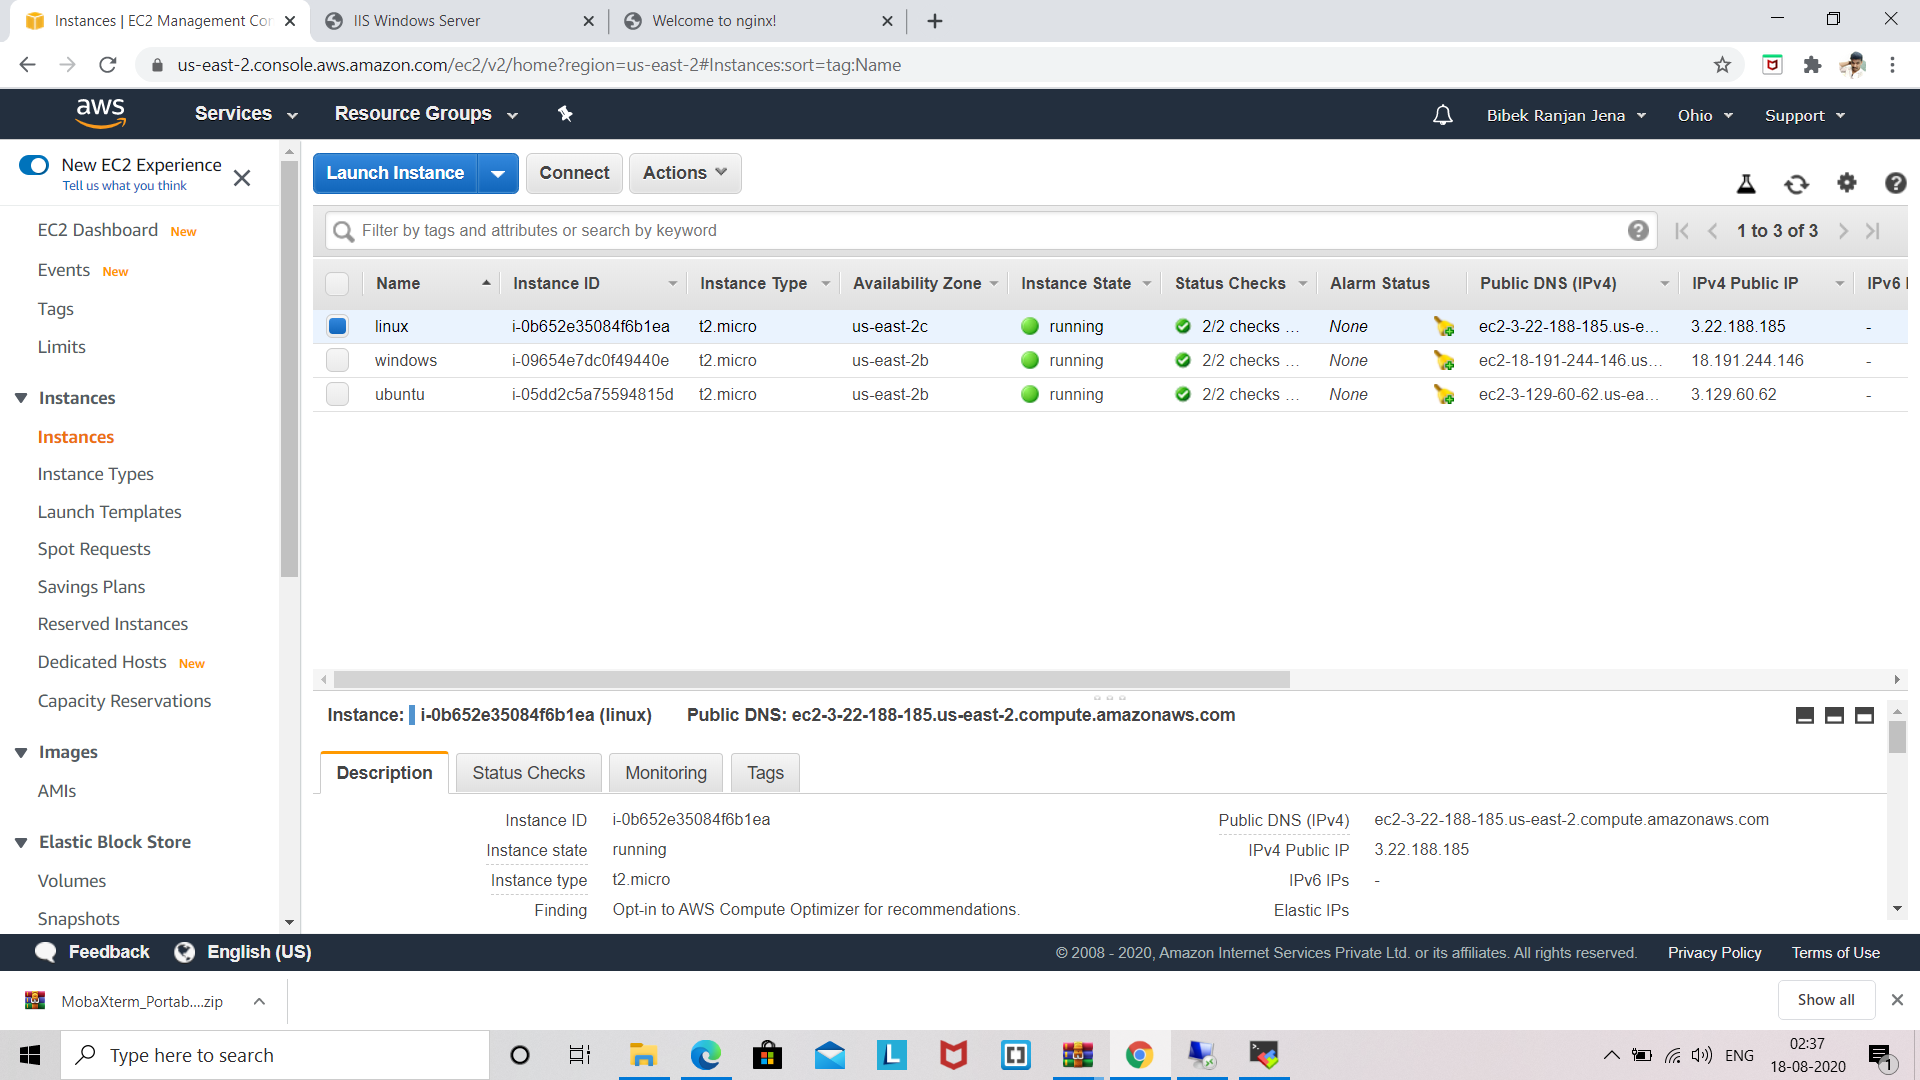 Instances | EC2 Management Con
IIS Windows Server
Welcome to nginx!
us-east-2.console.aws.amazon.com/ec2/v2/home?region=us-east-2#Instances:sort=tag:Name
aws
Services
Resource Groups
Bibek Ranjan Jena
Ohio
Support
New EC2 Experience
Tell us what you think
EC2 Dashboard New
Events New
Tags
Limits
Instances
Instances
Instance Types
Launch Templates
Spot Requests
Savings Plans
Reserved Instances
Dedicated Hosts New
Capacity Reservations
Images
AMIs
Elastic Block Store
Volumes
Snapshots
Launch Instance
Connect
Actions
Filter by tags and attributes or search by keyword
1 to 3 of 3
Name Instance ID Instance Type Availability Zone Instance State Status Checks Alarm Status Public DNS (IPv4) IPv4 Public IP IPv6 I
linux i-0b652e35084f6b1ea t2.micro us-east-2c running 2/2 checks ... None ec2-3-22-188-185.us-e... 3.22.188.185 -
windows i-09654e7dc0f49440e t2.micro us-east-2b running 2/2 checks ... None ec2-18-191-244-146.us... 18.191.244.146 -
ubuntu i-05dd2c5a75594815d t2.micro us-east-2b running 2/2 checks ... None ec2-3-129-60-62.us-ea... 3.129.60.62 -
Instance: i-0b652e35084f6b1ea (linux) Public DNS: ec2-3-22-188-185.us-east-2.compute.amazonaws.com
Description
Status Checks
Monitoring
Tags
Instance ID i-0b652e35084f6b1ea
Instance state running
Instance type t2.micro
Finding Opt-in to AWS Compute Optimizer for recommendations.
Public DNS (IPv4) ec2-3-22-188-185.us-east-2.compute.amazonaws.com
IPv4 Public IP 3.22.188.185
IPv6 IPs -
Elastic IPs
Feedback
English (US)
© 2008 - 2020, Amazon Internet Services Private Ltd. or its affiliates. All rights reserved.
Privacy Policy
Terms of Use
MobaXterm_Portab....zip
Show all
Type here to search
L
ENG
02:37
18-08-2020
1